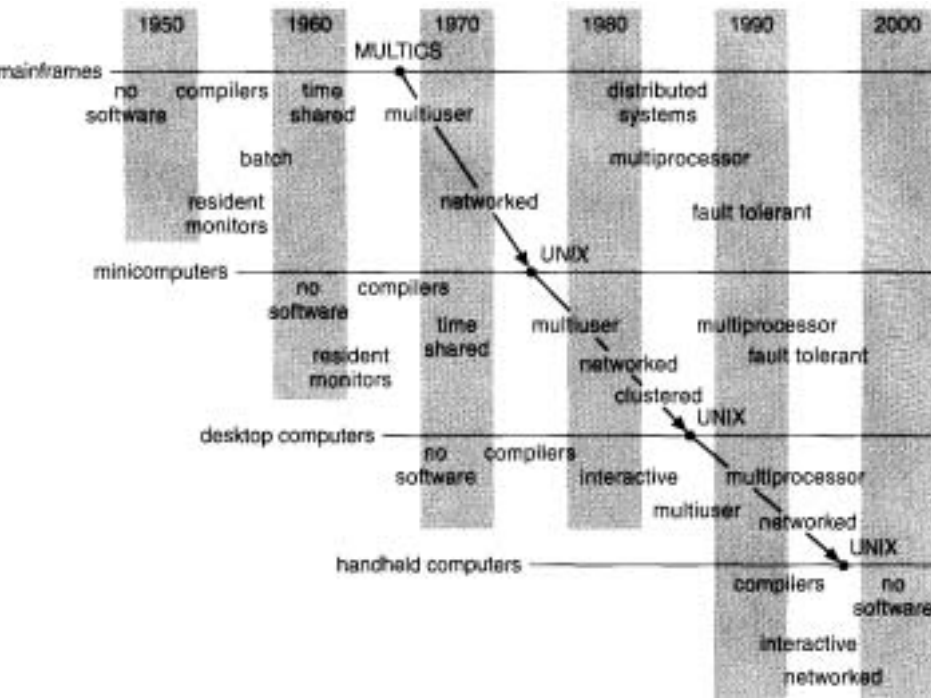 1950 1960 1970 1980 1990 2000
MULTICS
mainframes
no compilers time distributed
software shared multiuser systems
batch multiprocessor
resident networked fault tolerant
monitors
minicomputers UNIX
no compilers
software time multiuser multiprocessor
resident shared fault tolerant
monitors networked
clustered
desktop computers UNIX
no compilers
software interactive multiprocessor
multiuser networked
handheld computers UNIX
compilers no
software
interactive
networked